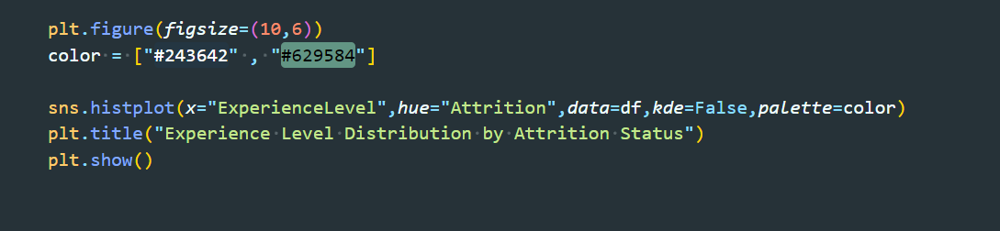 plt.figure(figsize=(10,6))
color = ["#243642" , "#629584"]
sns.histplot(x="ExperienceLevel",hue="Attrition",data=df,kde=False,palette=color)
plt.title("Experience Level Distribution by Attrition Status")
plt.show()